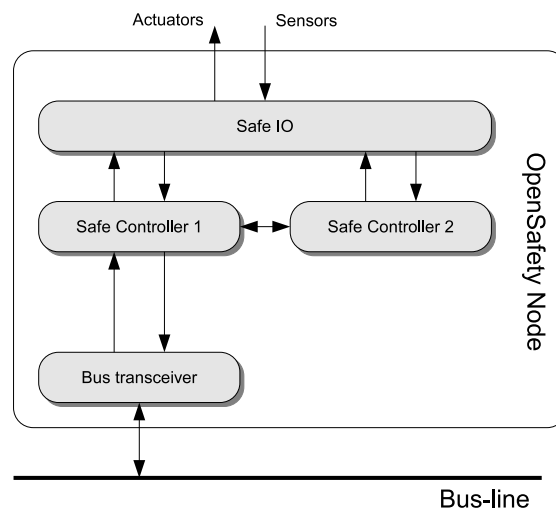 Actuators
Sensors
Safe IO
Safe Controller 1
Safe Controller 2
OpenSafety Node
Bus transceiver
Bus-line